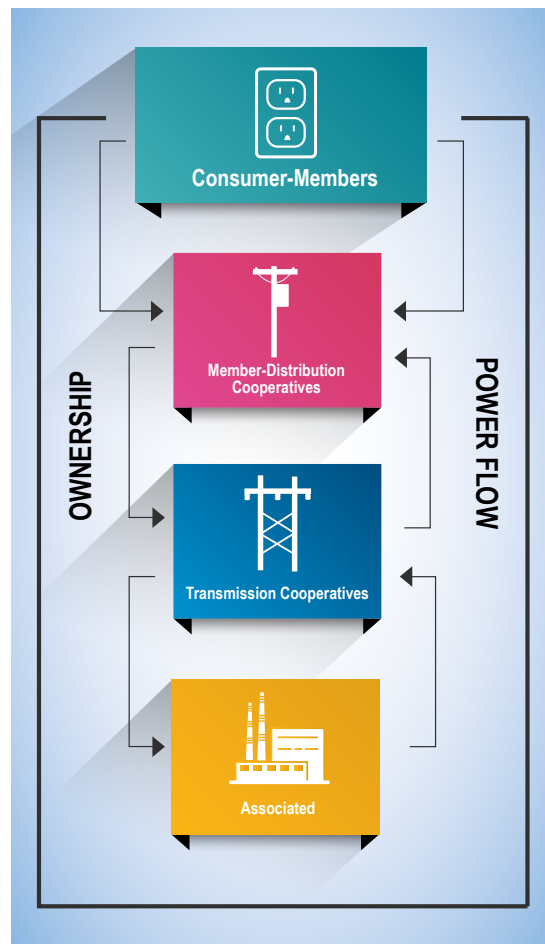 Consumer-Members
Member-Distribution
Cooperatives
OWNERSHIP
POWER FLOW
Transmission Cooperatives
Associated